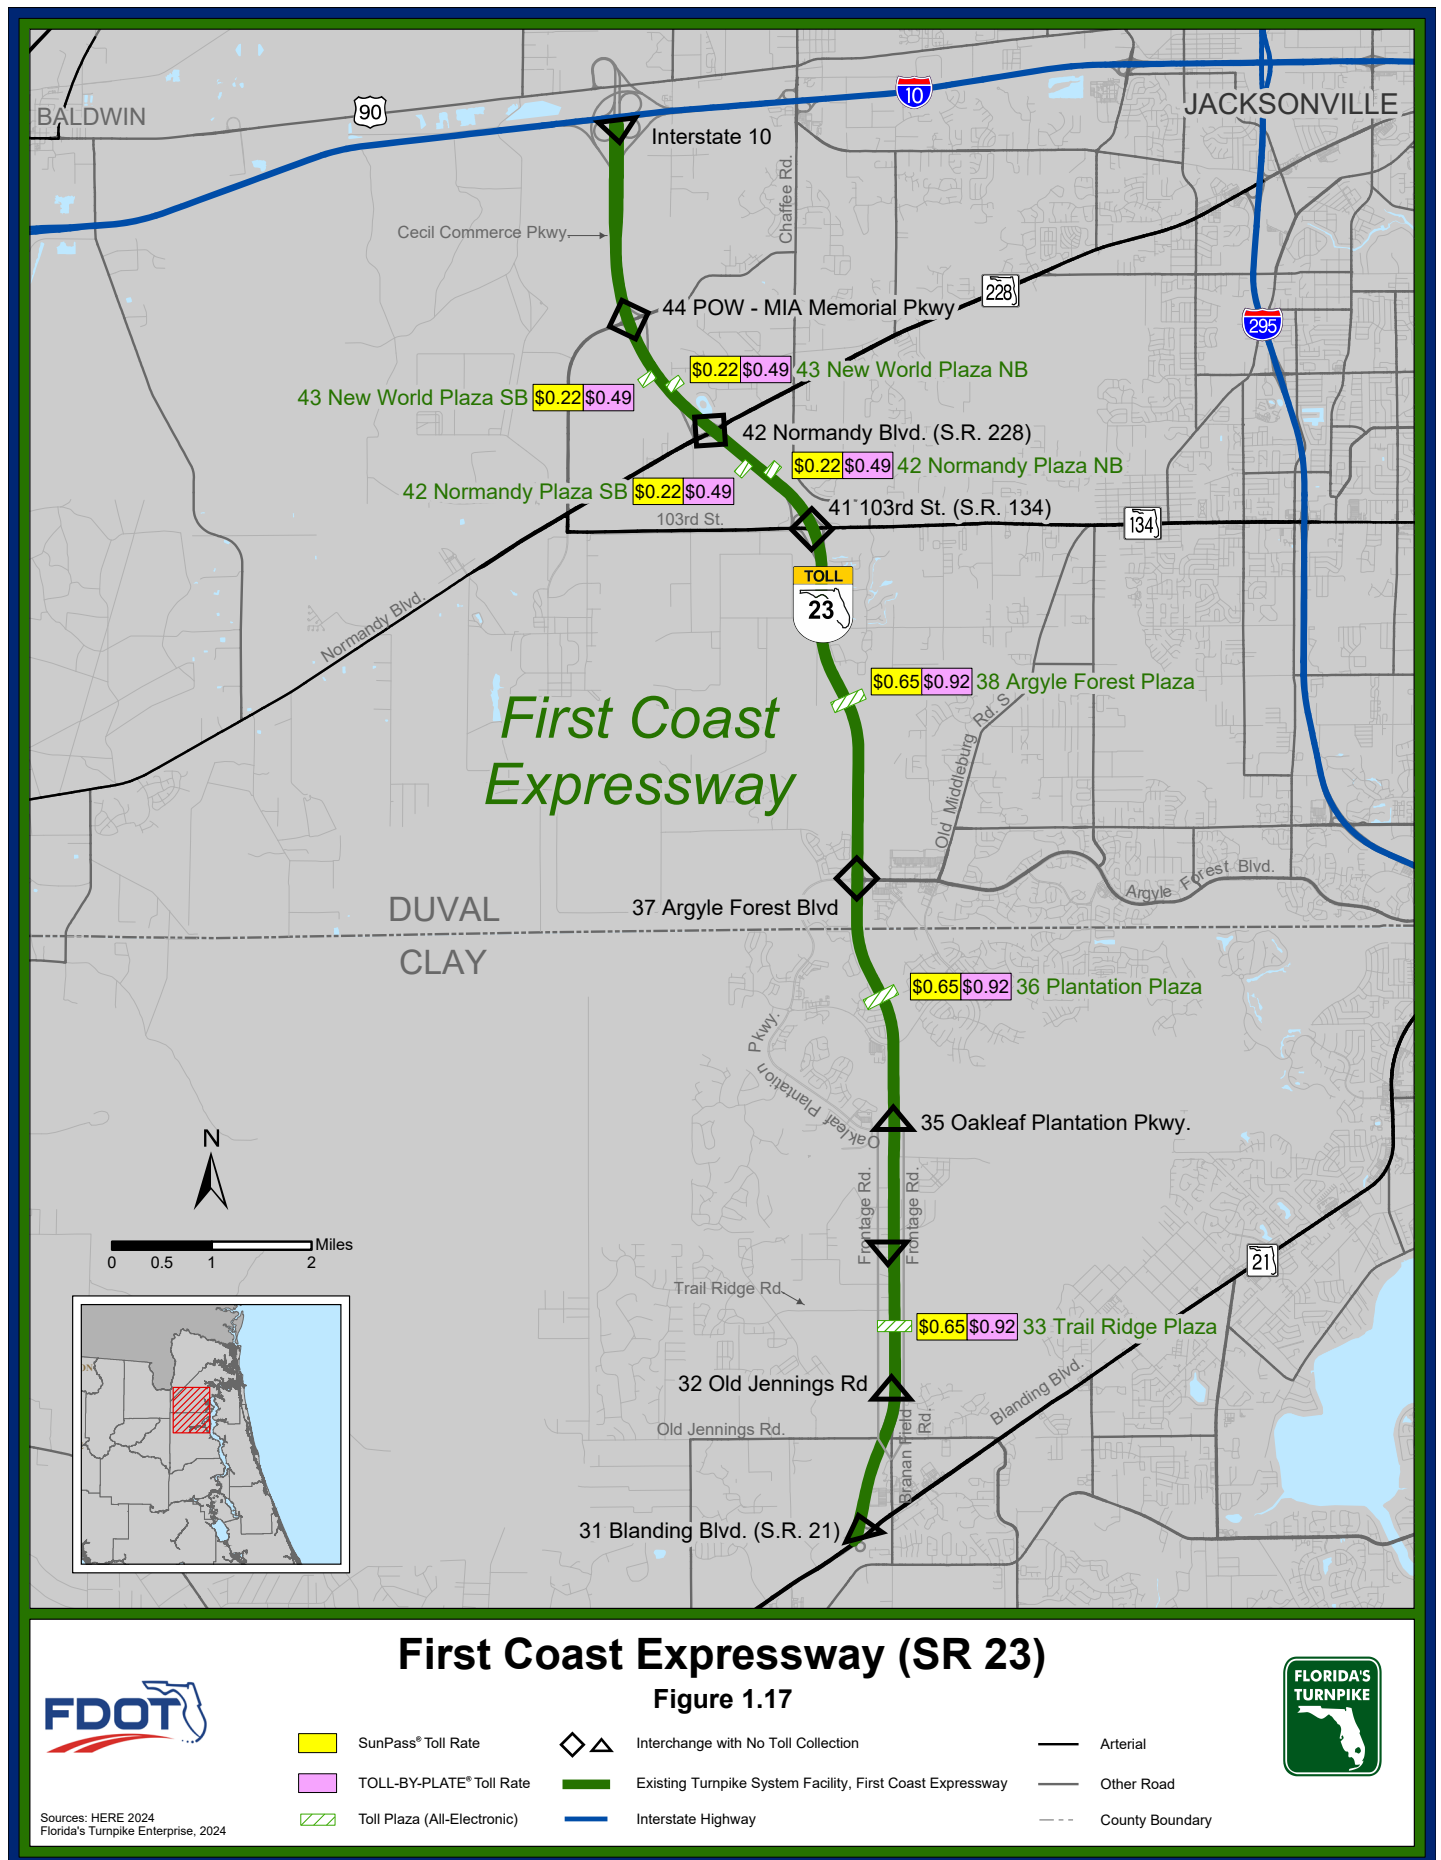 BALDWIN
90
10
JACKSONVILLE
Interstate 10
Chaffee Rd.
Cecil Commerce Pkwy.
228
44 POW - MIA Memorial Pkwy
295
$0.22 $0.49 43 New World Plaza NB
43 New World Plaza SB $0.22 $0.49
42 Normandy Blvd. (S.R. 228)
$0.22 $0.49 42 Normandy Plaza NB
42 Normandy Plaza SB $0.22 $0.49
41 103rd St. (S.R. 134)
103rd St.
134
TOLL
23
Normandy Blvd.
$0.65 $0.92 38 Argyle Forest Plaza
First Coast
Expressway
Old Middleburg Rd. S
Argyle Forest Blvd.
37 Argyle Forest Blvd
DUVAL
CLAY
$0.65 $0.92 36 Plantation Plaza
Oakleaf Plantation Pkwy.
35 Oakleaf Plantation Pkwy.
N
Frontage Rd.
Frontage Rd.
Miles
0 0.5 1 2
21
Trail Ridge Rd.
$0.65 $0.92 33 Trail Ridge Plaza
32 Old Jennings Rd
Blanding Blvd.
Old Jennings Rd.
Branan Field
Rd.
31 Blanding Blvd. (S.R. 21)
First Coast Expressway (SR 23)
Figure 1.17
FDOT
FLORIDA'S
TURNPIKE
SunPass® Toll Rate
Interchange with No Toll Collection
Arterial
TOLL-BY-PLATE® Toll Rate
Existing Turnpike System Facility, First Coast Expressway
Other Road
Toll Plaza (All-Electronic)
Interstate Highway
County Boundary
Sources: HERE 2024
Florida's Turnpike Enterprise, 2024